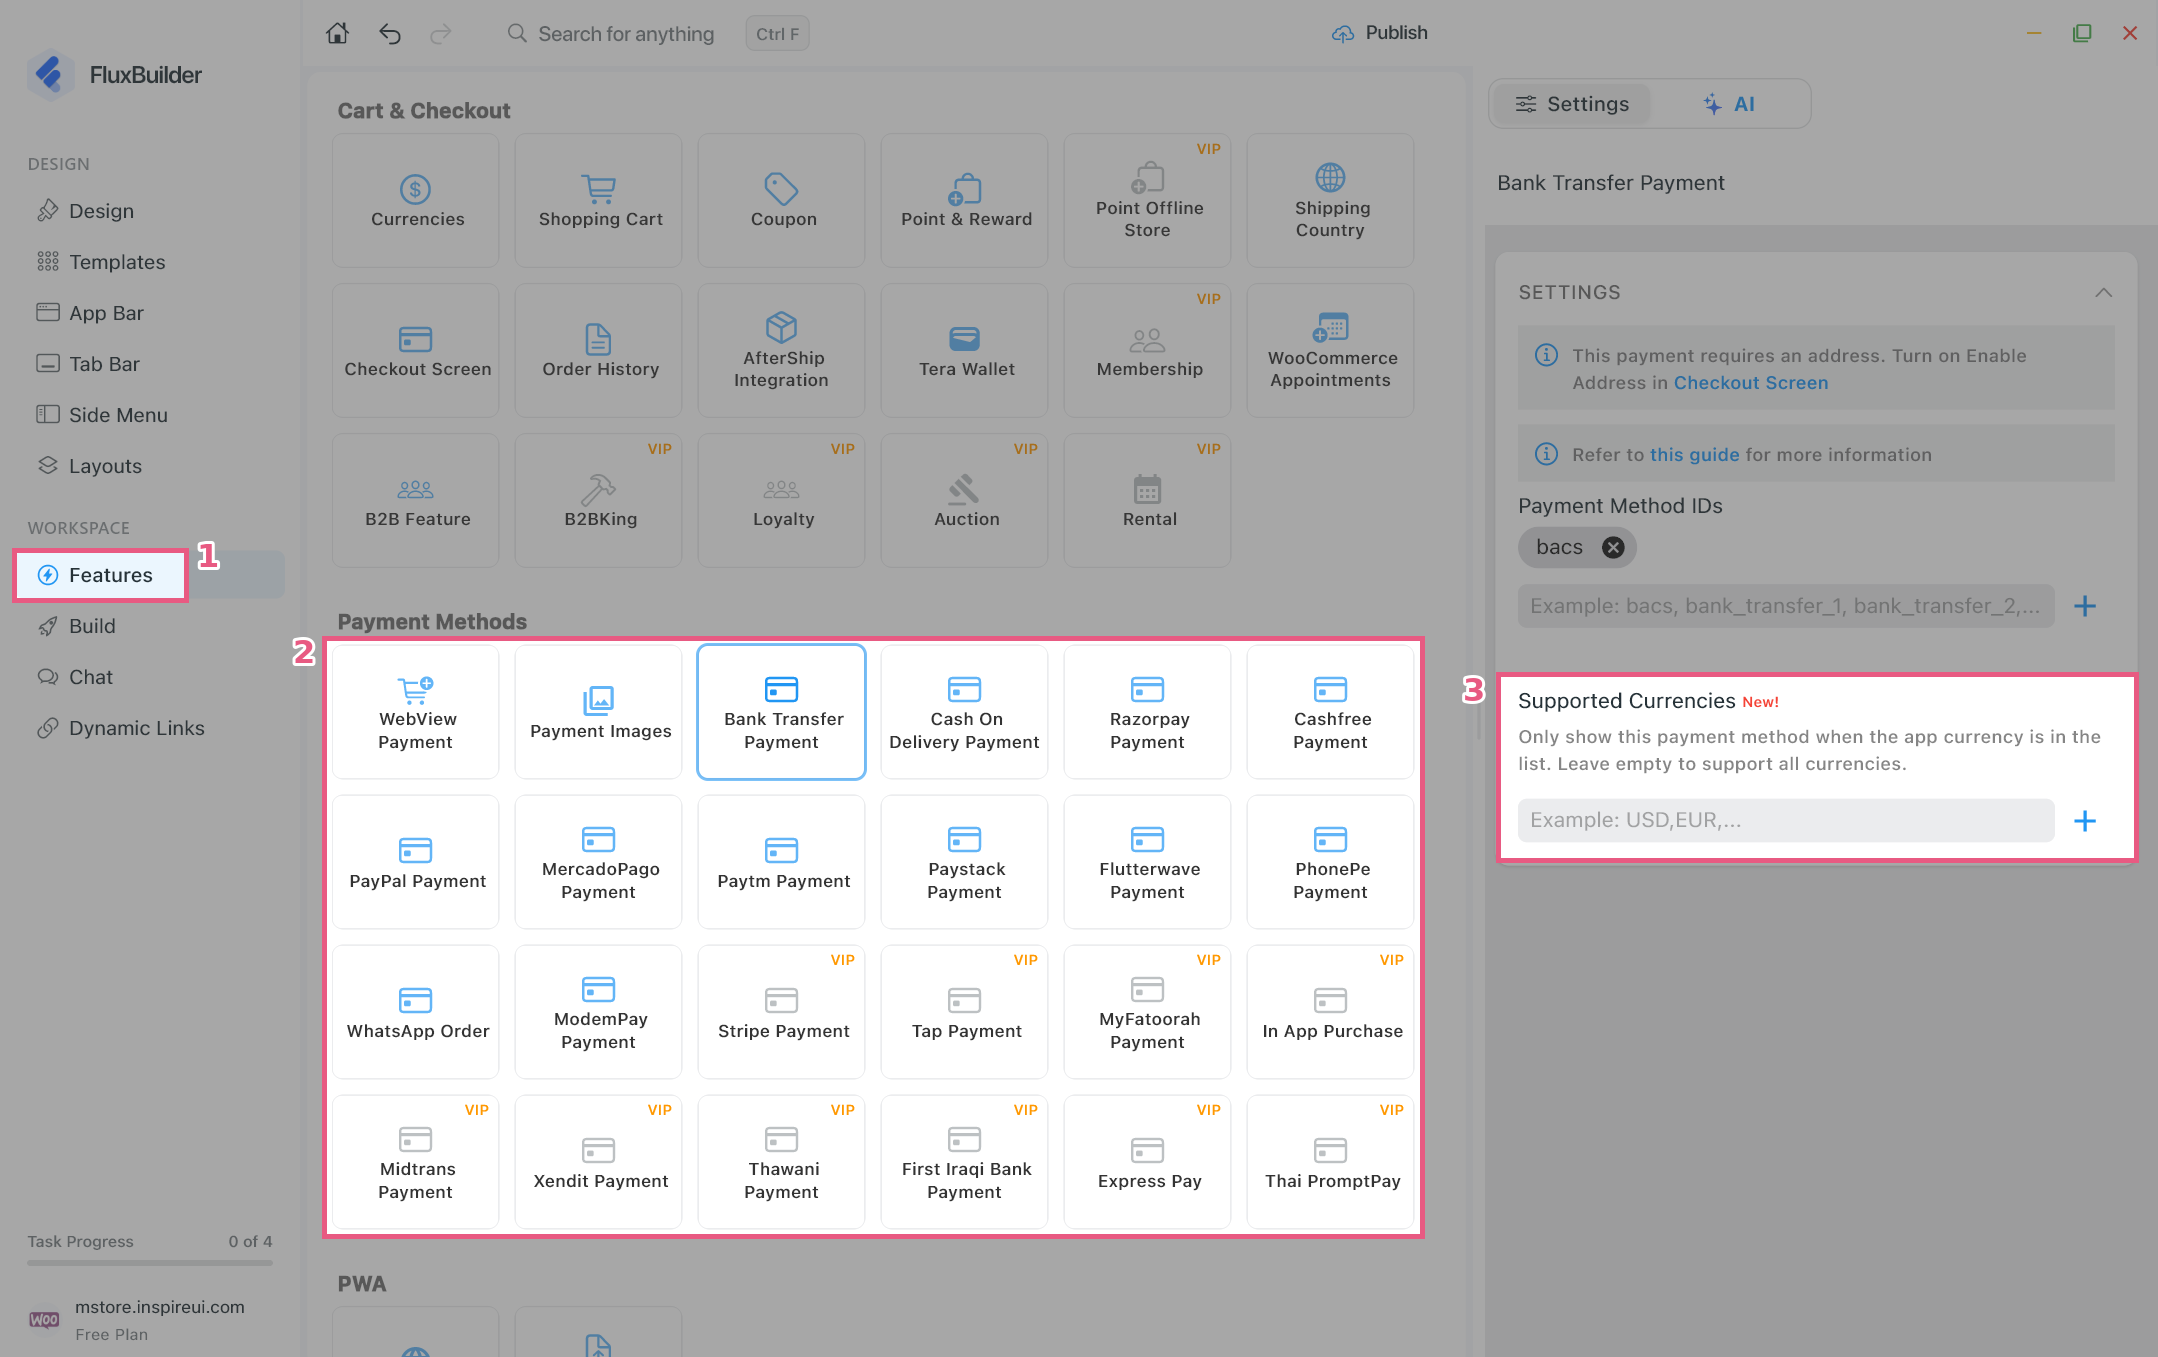 FluxBuilder
Search for anything
Ctrl F
Publish
DESIGN
Design
Templates
App Bar
Tab Bar
Side Menu
Layouts
WORKSPACE
Features
1
Build
Chat
Dynamic Links
Task Progress
0 of 4
Woo
mstore.inspireui.com
Free Plan
Cart & Checkout
Currencies
Shopping Cart
Coupon
Point & Reward
VIP
Point Offline
Store
Shipping
Country
Checkout Screen
Order History
AfterShip
Integration
Tera Wallet
VIP
Membership
WooCommerce
Appointments
B2B Feature
VIP
B2BKing
VIP
Loyalty
VIP
Auction
VIP
Rental
Payment Methods
2
WebView
Payment
Payment Images
Bank Transfer
Payment
Cash On
Delivery Payment
Razorpay
Payment
Cashfree
Payment
PayPal Payment
MercadoPago
Payment
Paytm Payment
Paystack
Payment
Flutterwave
Payment
PhonePe
Payment
WhatsApp Order
ModemPay
Payment
VIP
Stripe Payment
VIP
Tap Payment
VIP
MyFatoorah
Payment
VIP
In App Purchase
VIP
Midtrans
Payment
VIP
Xendit Payment
VIP
Thawani
Payment
VIP
First Iraqi Bank
Payment
VIP
Express Pay
VIP
Thai PromptPay
PWA
Settings
AI
Bank Transfer Payment
SETTINGS
This payment requires an address. Turn on Enable
Address in Checkout Screen
Refer to this guide for more information
Payment Method IDs
bacs
Example: bacs, bank_transfer_1, bank_transfer_2,...
3
Supported Currencies New!
Only show this payment method when the app currency is in the
list. Leave empty to support all currencies.
Example: USD,EUR,...